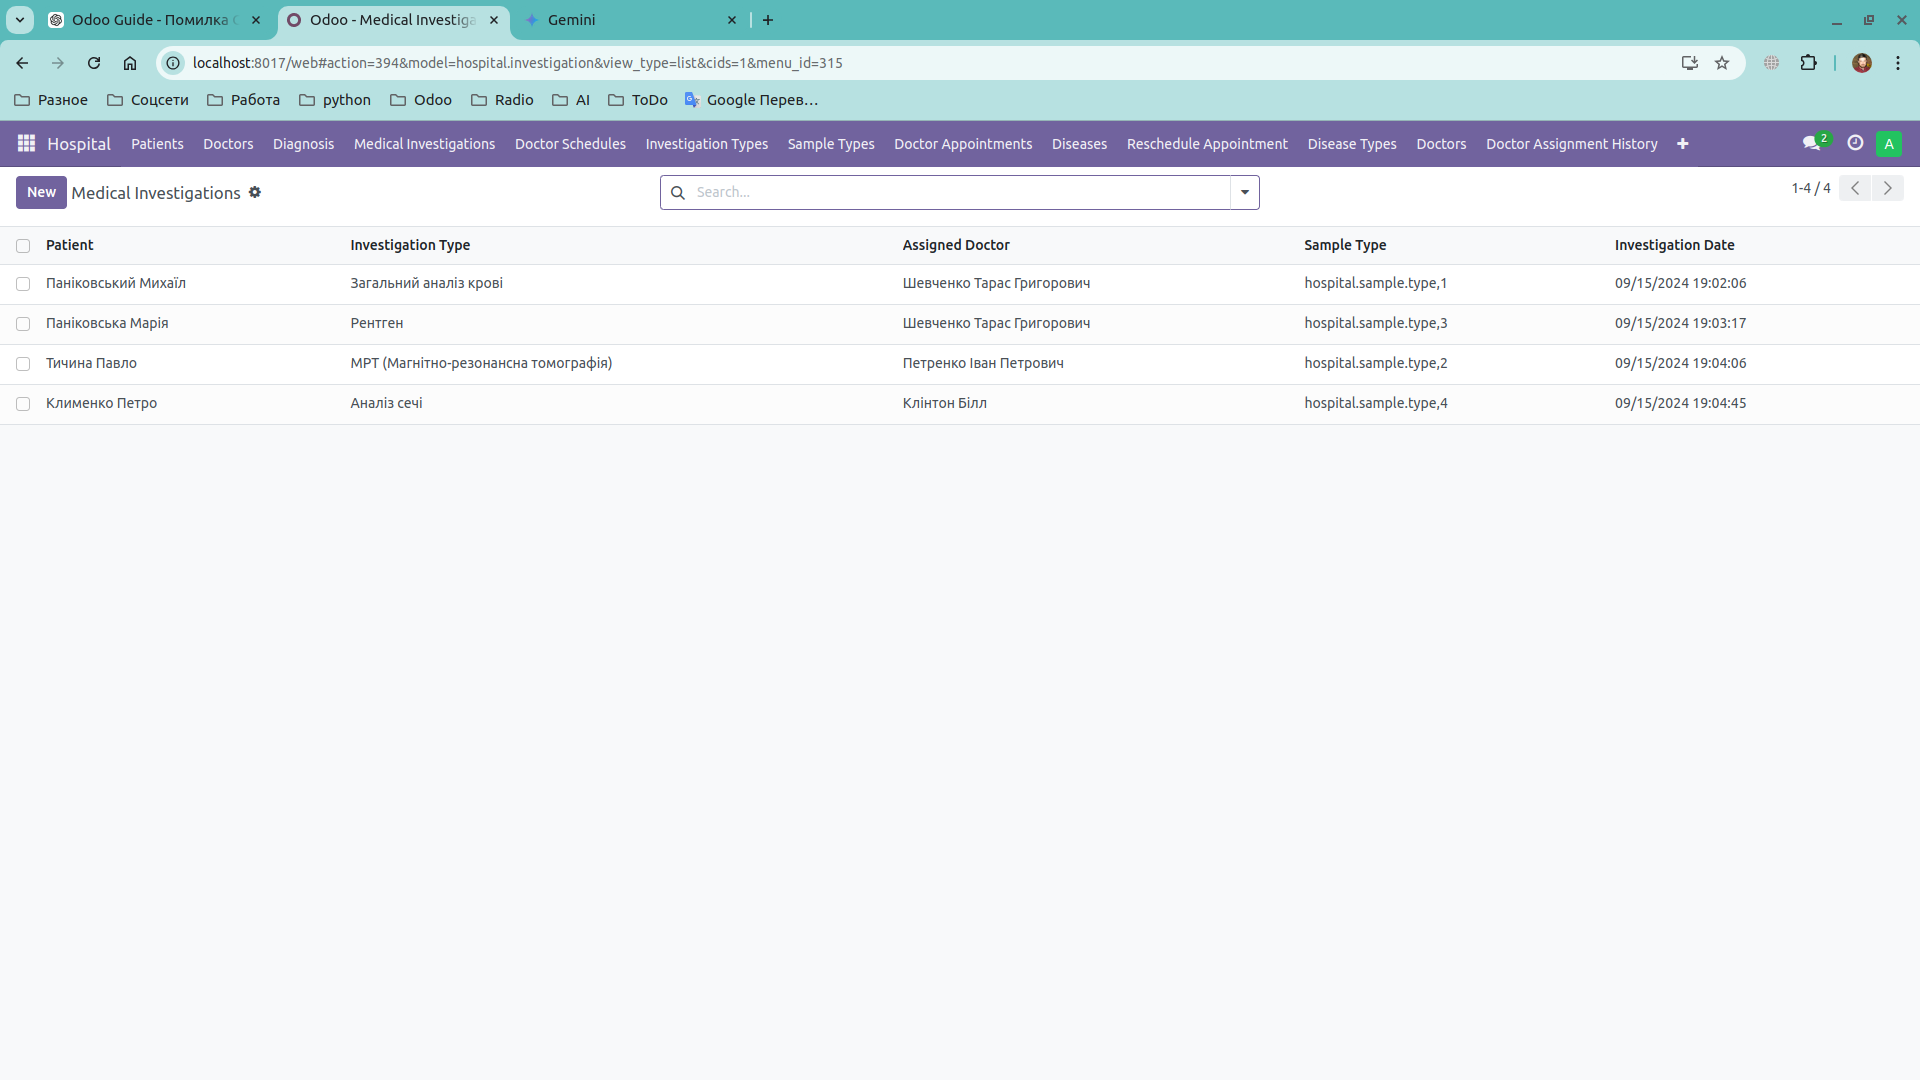 Odoo Guide - Помилка
Odoo - Medical Investiga
Gemini
localhost:8017/web#action=394&model=hospital.investigation&view_type=list&cids=1&menu_id=315
Разное Соцсети Работа python Odoo Radio AI ToDo Google Перев...
Hospital Patients Doctors Diagnosis Medical Investigations Doctor Schedules Investigation Types Sample Types Doctor Appointments Diseases Reschedule Appointment Disease Types Doctors Doctor Assignment History 2 A
New Medical Investigations Search... 1-4 / 4
Patient Investigation Type Assigned Doctor Sample Type Investigation Date
Паніковський Михаїл Загальний аналіз крові Шевченко Тарас Григорович hospital.sample.type,1 09/15/2024 19:02:06
Паніковська Марія Рентген Шевченко Тарас Григорович hospital.sample.type,3 09/15/2024 19:03:17
Тичина Павло МРТ (Магнітно-резонансна томографія) Петренко Іван Петрович hospital.sample.type,2 09/15/2024 19:04:06
Клименко Петро Аналіз сечі Клінтон Білл hospital.sample.type,4 09/15/2024 19:04:45